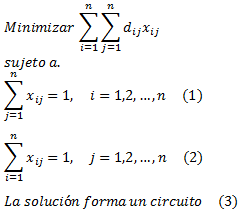 Minimizar ∑_{i=1}^{n} ∑_{j=1}^{n} d_{ij}x_{ij}
sujeto a.
∑_{j=1}^{n} x_{ij} = 1, i = 1,2, …, n (1)
∑_{i=1}^{n} x_{ij} = 1, j = 1,2, …, n (2)
La solución forma un circuito (3)